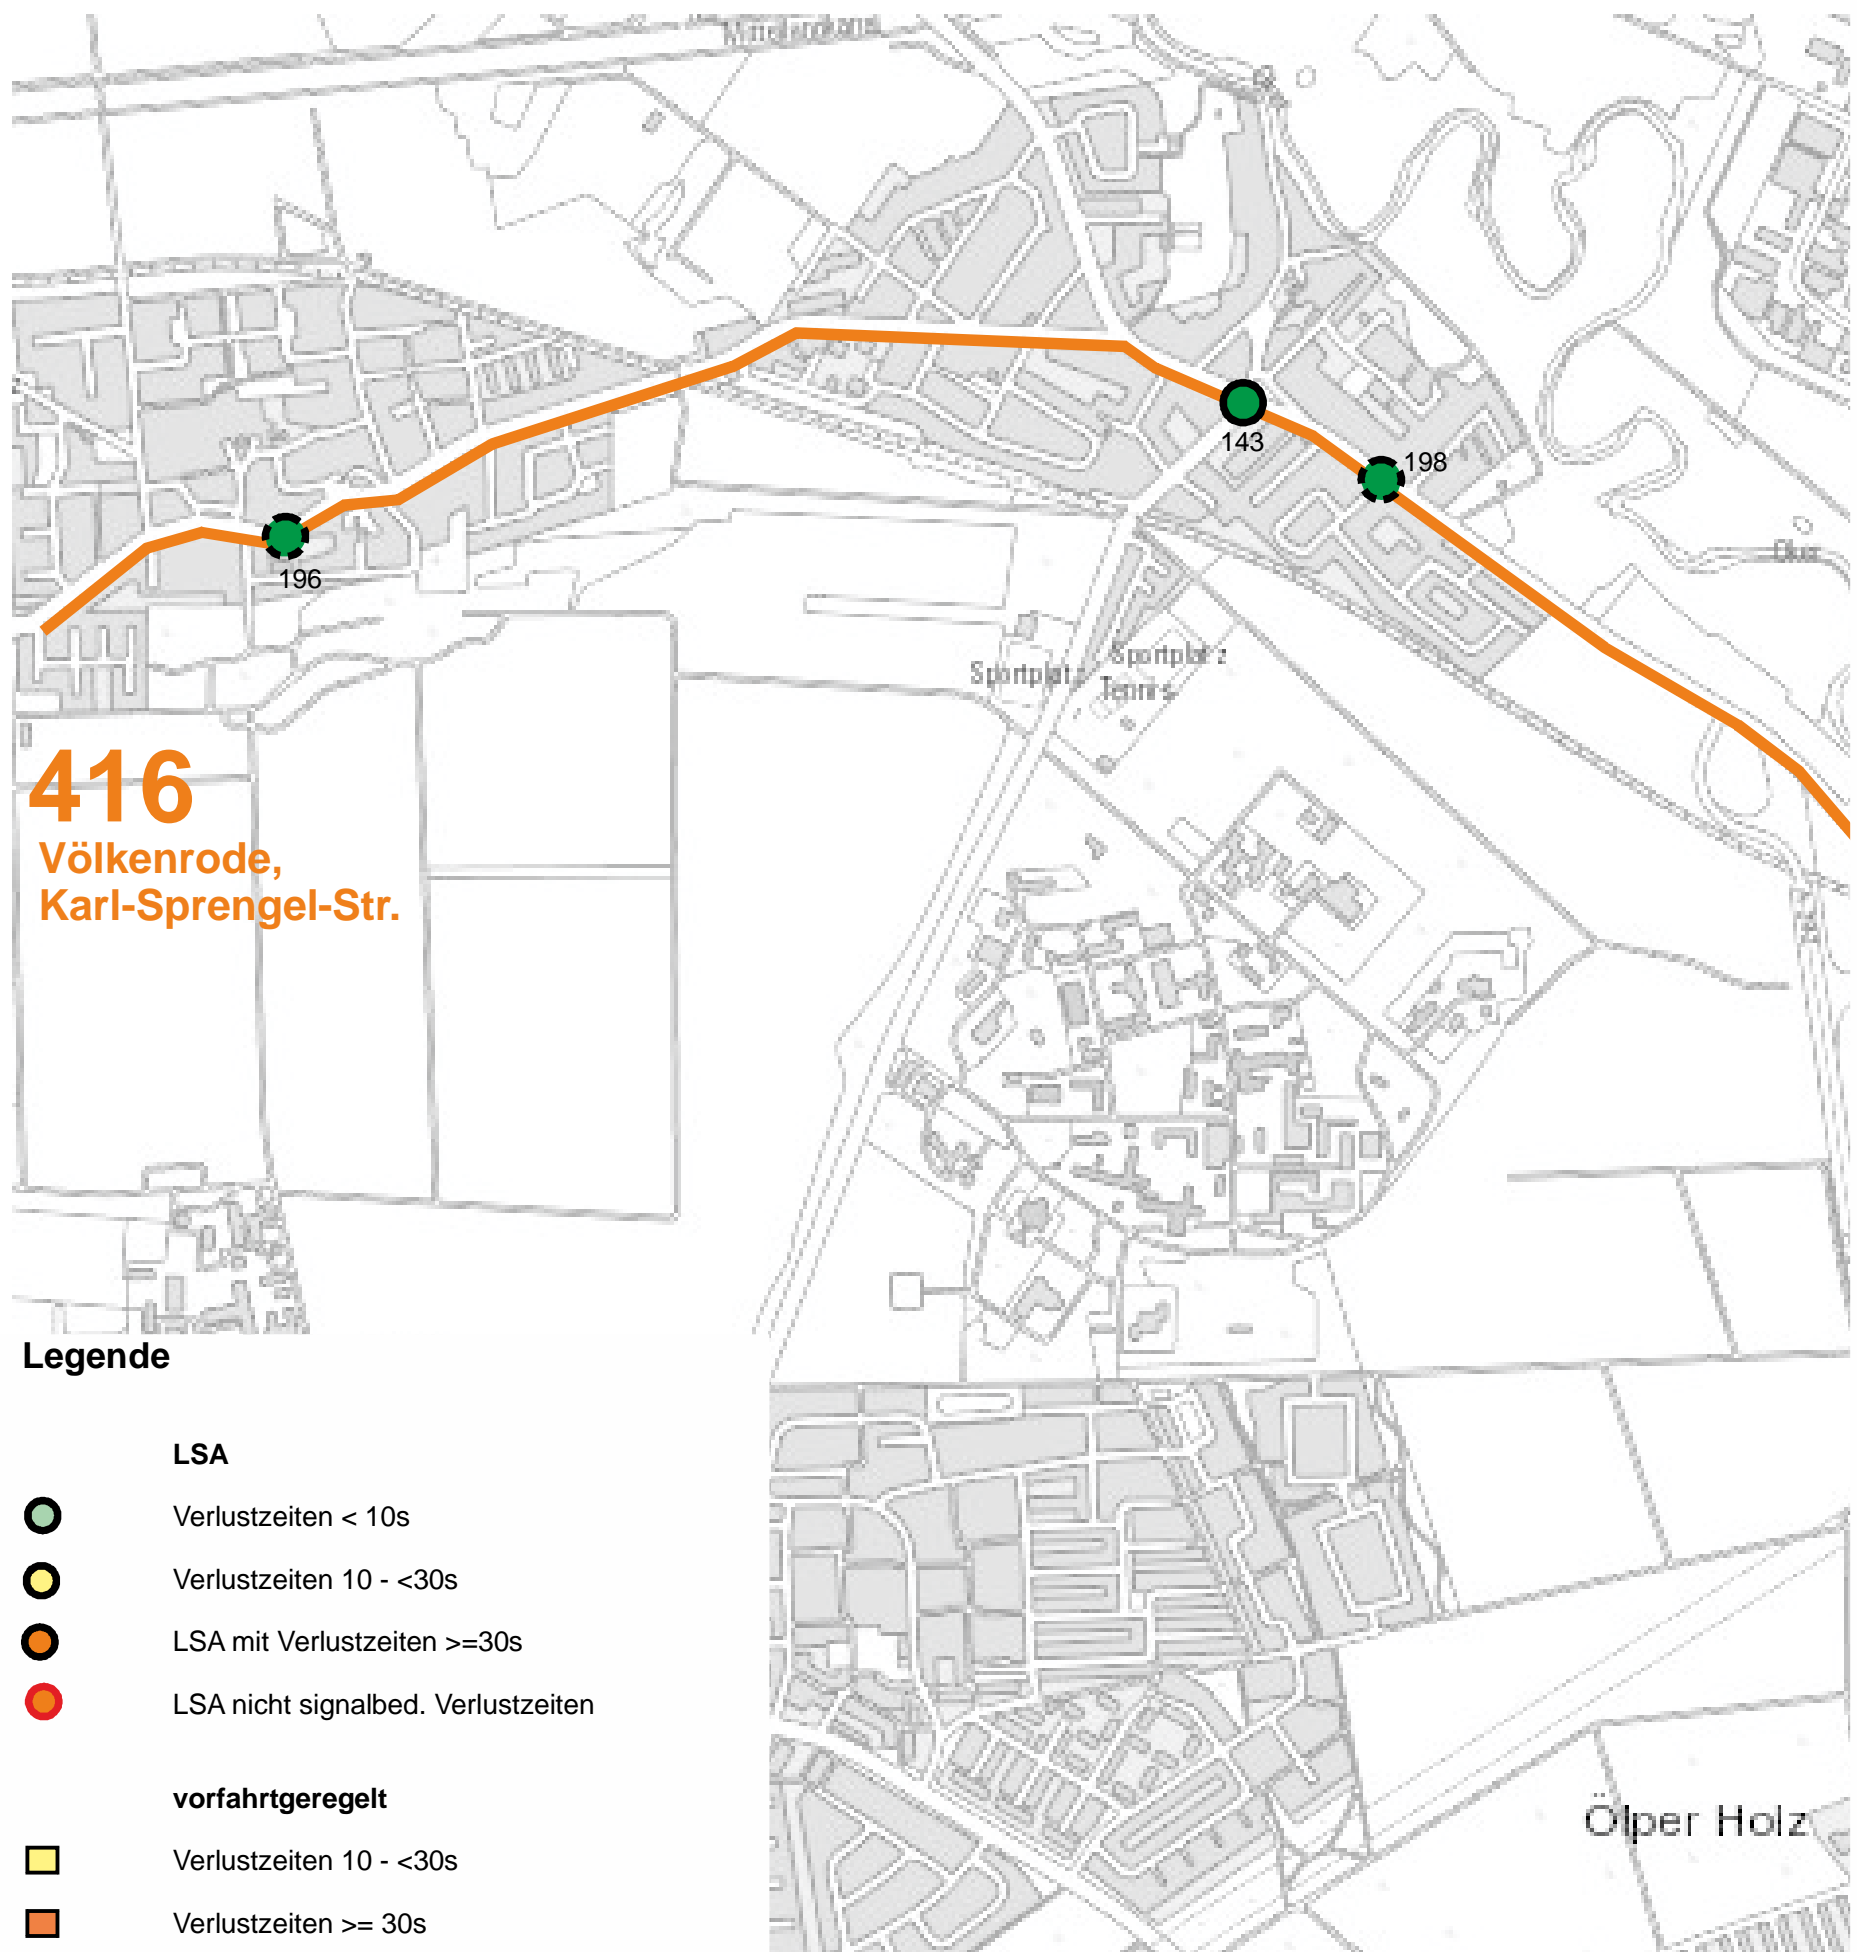 Mittellandkanal
143
198
196
Oker
Sportplatz
Sportplatz
Tennis
416
Völkenrode,
Karl-Sprengel-Str.
Legende
LSA
Verlustzeiten < 10s
Verlustzeiten 10 - <30s
LSA mit Verlustzeiten >=30s
LSA nicht signalbed. Verlustzeiten
vorfahrtgeregelt
Verlustzeiten 10 - <30s
Verlustzeiten >= 30s
Ölper Holz